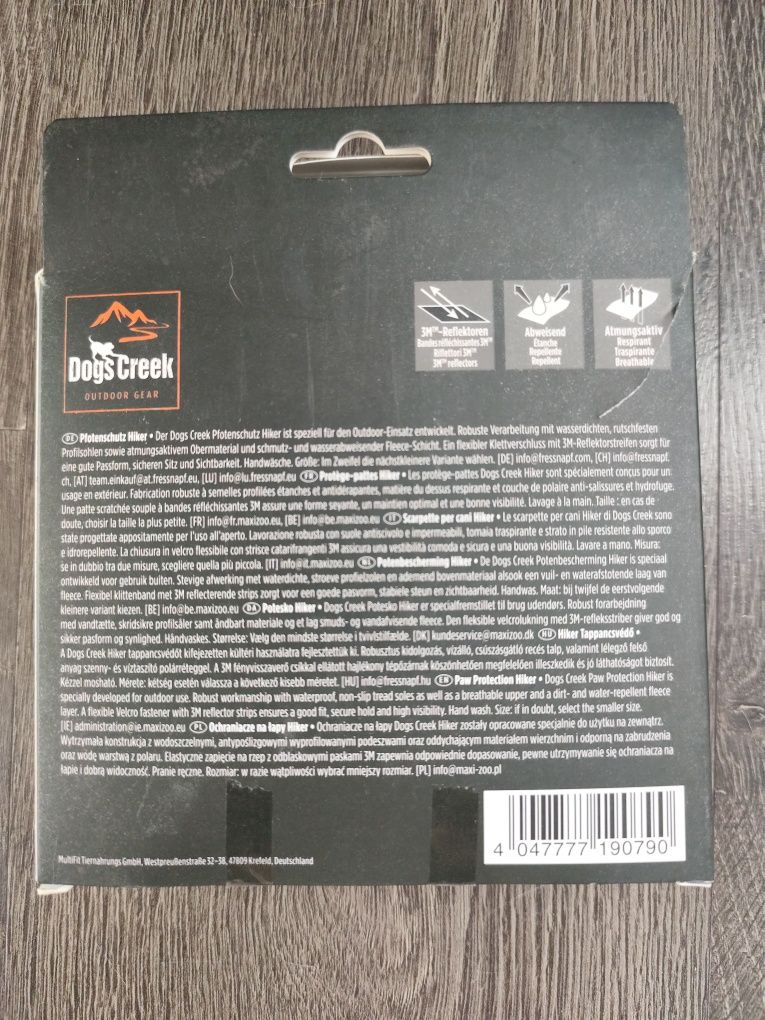 Dogs Creek
OUTDOOR GEAR
3M™-Reflektoren
Bandes réfléchissantes 3M™
Riflettori 3M™
3M™ reflectors
Abweisend
Étanche
Repellente
Repellent
Atmungsaktiv
Respirant
Traspirante
Breathable
DE Pfotenschutz Hiker • Der Dogs Creek Pfotenschutz Hiker ist speziell für den Outdoor-Einsatz entwickelt. Robuste Verarbeitung mit wasserdichten, rutschfesten
Profilsohlen sowie atmungsaktivem Obermaterial und schmutz- und wasserabweisender Fleece-Schicht. Ein flexibler Klettverschluss mit 3M-Reflektorstreifen sorgt für
eine gute Passform, sicheren Sitz und Sichtbarkeit. Handwäsche. Größe: Im Zweifel die nächstkleinere Variante wählen. [DE] info@fressnapf.com, [CH] info@fressnapf.
ch, [AT] team.einkauf@at.fressnapf.eu, [LU] info@lu.fressnapf.eu FR Protège-pattes Hiker • Les protège-pattes Dogs Creek Hiker sont spécialement conçus pour un
usage en extérieur. Fabrication robuste à semelles profilées étanches et antidérapantes, matière du dessus respirante et couche de polaire anti-salissures et hydrofuge.
Une patte scratchée souple à bandes réfléchissantes 3M assure une forme seyante, un maintien optimal et une bonne visibilité. Lavage à la main. Taille : en cas de
doute, choisir la taille la plus petite. [FR] info@fr.maxizoo.eu, [BE] info@be.maxizoo.eu IT Scarpette per cani Hiker • Le scarpette per cani Hiker di Dogs Creek sono
state progettate appositamente per l'uso all'aperto. Lavorazione robusta con suole antiscivolo e impermeabili, tomaia traspirante e strato in pile resistente allo sporco
e idrorepellente. La chiusura in velcro flessibile con strisce catarifrangenti 3M assicura una vestibilità comoda e sicura e una buona visibilità. Lavare a mano. Misura:
se in dubbio tra due misure, scegliere quella più piccola. [IT] info@it.maxizoo.eu NL Potenbescherming Hiker • De Dogs Creek Potenbescherming Hiker is speciaal
ontwikkeld voor gebruik buiten. Stevige afwerking met waterdichte, stroeve profielzolen en ademend bovenmateriaal alsook een vuil- en waterafstotende laag van
fleece. Flexibel klittenband met 3M reflecterende strips zorgt voor een goede pasvorm, stabiele steun en zichtbaarheid. Handwas. Maat: bij twijfel de eerstvolgende
kleinere variant kiezen. [BE] info@be.maxizoo.eu DA Potesko Hiker • Dogs Creek Potesko Hiker er specialfremstillet til brug udendørs. Robust forarbejdning
med vandtætte, skridsikre profilsåler samt åndbart materiale og et lag smuds- og vandafvisende fleece. Den fleksible velcrolukning med 3M-refleksstriber giver god og
sikker pasform og synlighed. Håndvaskes. Størrelse: Vælg den mindste størrelse i tvivlstilfælde. [DK] kundeservice@maxizoo.dk HU Hiker Tappancsvédő •
A Dogs Creek Hiker tappancsvédőt kifejezetten kültéri használatra fejlesztettük ki. Robusztus kidolgozás, vízálló, csúszásgátló recés talp, valamint lélegző felső
anyag szenny- és víztaszító polárréteggel. A 3M fényvisszaverő csíkkal ellátott hajlékony tépőzárnak köszönhetően megfelelően illeszkedik és jó láthatóságot biztosít.
Kézzel mosható. Mérete: kétség esetén válassza a következő kisebb méretet. [HU] info@fressnapf.hu EN Paw Protection Hiker • Dogs Creek Paw Protection Hiker is
specially developed for outdoor use. Robust workmanship with waterproof, non-slip tread soles as well as a breathable upper and a dirt- and water-repellent fleece
layer. A flexible Velcro fastener with 3M reflector strips ensures a good fit, secure hold and high visibility. Hand wash. Size: if in doubt, select the smaller size.
[IE] administration@ie.maxizoo.eu PL Ochraniacze na łapy Hiker • Ochraniacze na łapy Dogs Creek Hiker zostały opracowane specjalnie do użytku na zewnątrz.
Wytrzymała konstrukcja z wodoszczelnymi, antypoślizgowymi wyprofilowanymi podeszwami oraz oddychającym materiałem wierzchnim i odporną na zabrudzenia
oraz wodę warstwą z polaru. Elastyczne zapięcie na rzep z odblaskowymi paskami 3M zapewnia odpowiednie dopasowanie, pewne utrzymywanie się ochraniacza na
łapie i dobrą widoczność. Pranie ręczne. Rozmiar: w razie wątpliwości wybrać mniejszy rozmiar. [PL] info@maxi-zoo.pl
MultiFit Tiernahrungs GmbH, Westpreußenstraße 32-38, 47809 Krefeld, Deutschland
4 047777 190790